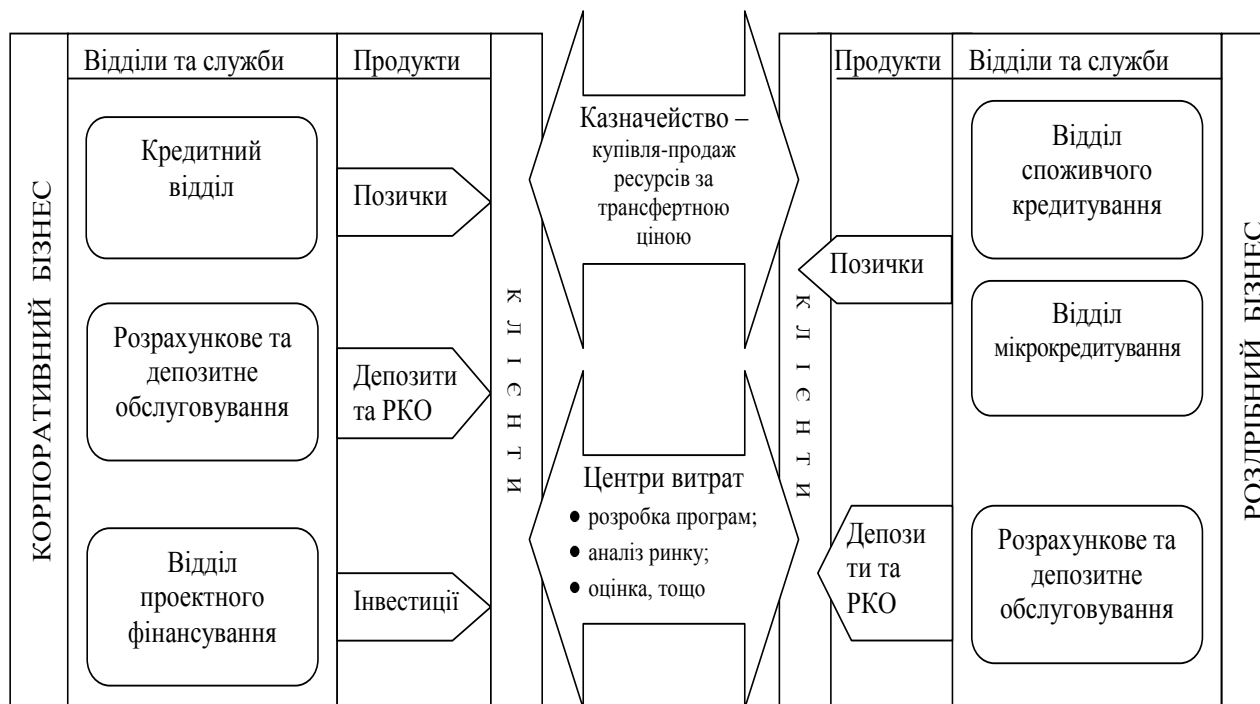 КОРПОРАТИВНИЙ БІЗНЕС
Відділи та служби
Кредитний
відділ
Розрахункове та
депозитне
обслуговування
Відділ
проектного
фінансування
Продукти
Позички
Депозити
та РКО
Інвестиції
КЛІЄНТИ
Казначейство –
купівля-продаж
ресурсів за
трансфертною
ціною
Центри витрат
• розробка програм;
• аналіз ринку;
• оцінка, тощо
КЛІЄНТИ
Продукти
Позички
Депози
ти та
РКО
Відділи та служби
Відділ
споживчого
кредитування
Відділ
мікрокредитування
Розрахункове та
депозитне
обслуговування
РОЗДРІБНИЙ БІЗНЕС